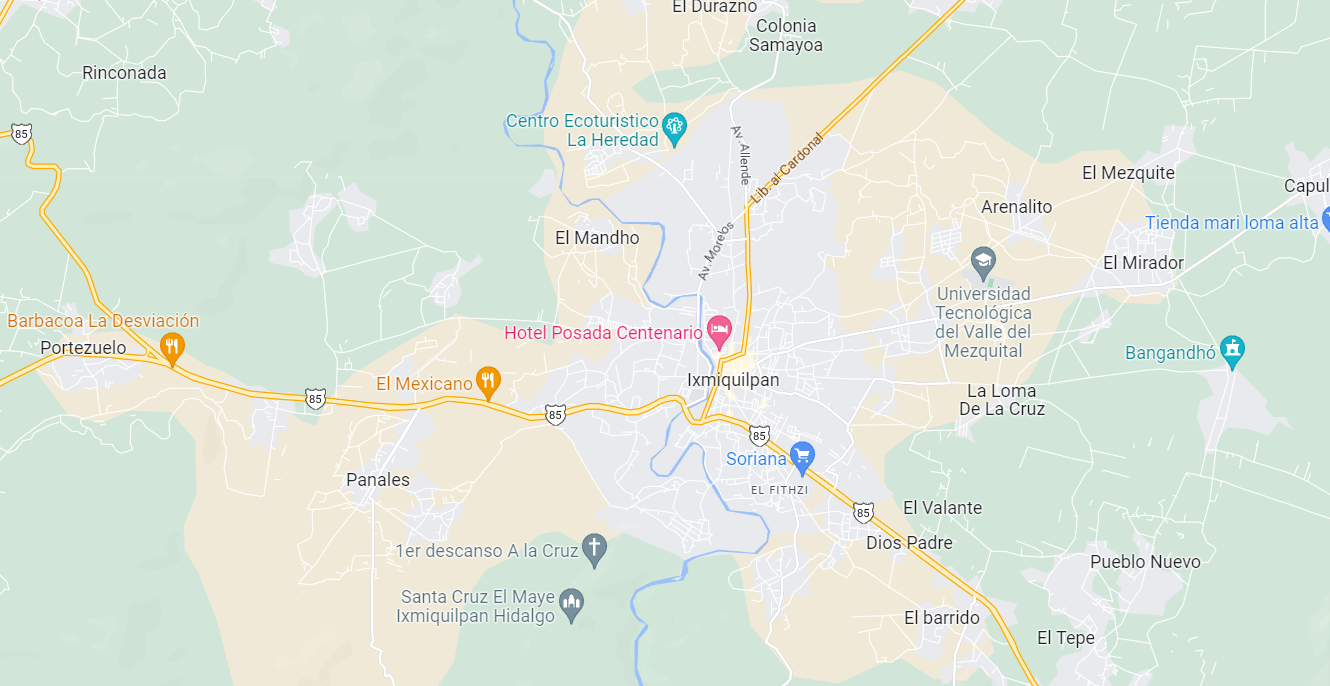 El Durazno
Colonia
Samayoa
Rinconada
85
Centro Ecoturistico
La Heredad
Av. Allende
Lib. al Cardonal
El Mezquite
Capul
Arenalito
Tienda mari loma alta
El Mandho
Av. Morelos
El Mirador
Universidad
Tecnológica
del Valle del
Mezquital
Barbacoa La Desviación
Portezuelo
Hotel Posada Centenario
Bangandhó
El Mexicano
Ixmiquilpan
85
85
La Loma
De La Cruz
85
Soriana
Panales
EL FITHZI
85
El Valante
Dios Padre
1er descanso A la Cruz
Pueblo Nuevo
Santa Cruz El Maye
Ixmiquilpan Hidalgo
El barrido
El Tepe